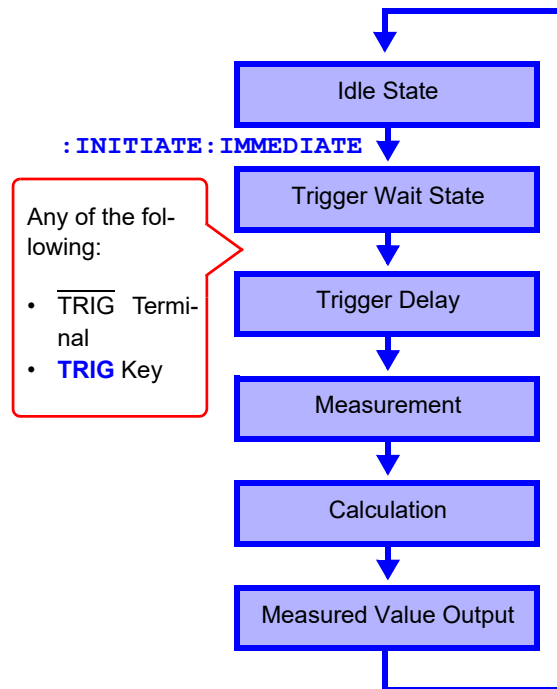 Idle State
:INITIATE:IMMEDIATE
Trigger Wait State
Any of the fol-
lowing:
• TRIG Termi-
nal
• TRIG Key
Trigger Delay
Measurement
Calculation
Measured Value Output